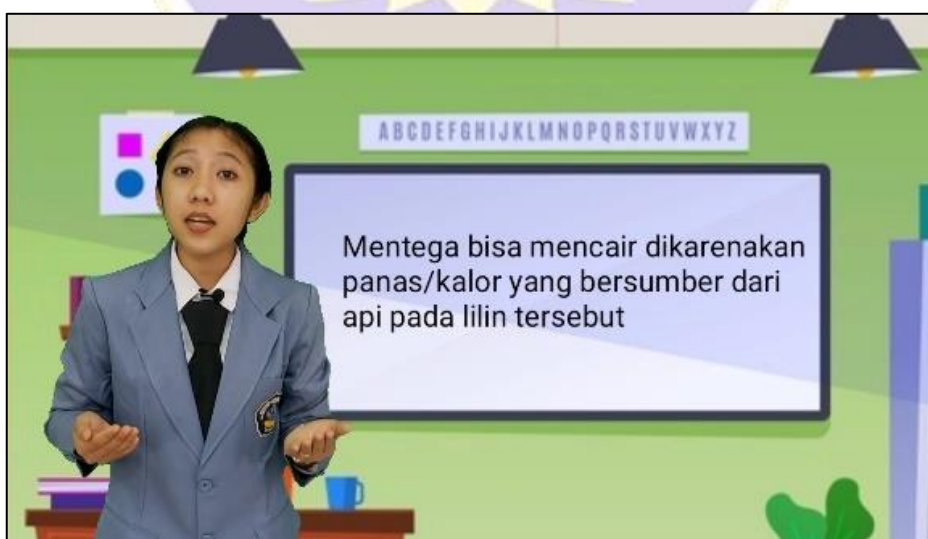 ABCDEFGHIJKLMNOPQRSTUVWXYZ
Mentega bisa mencair dikarenakan
panas/kalor yang bersumber dari
api pada lilin tersebut